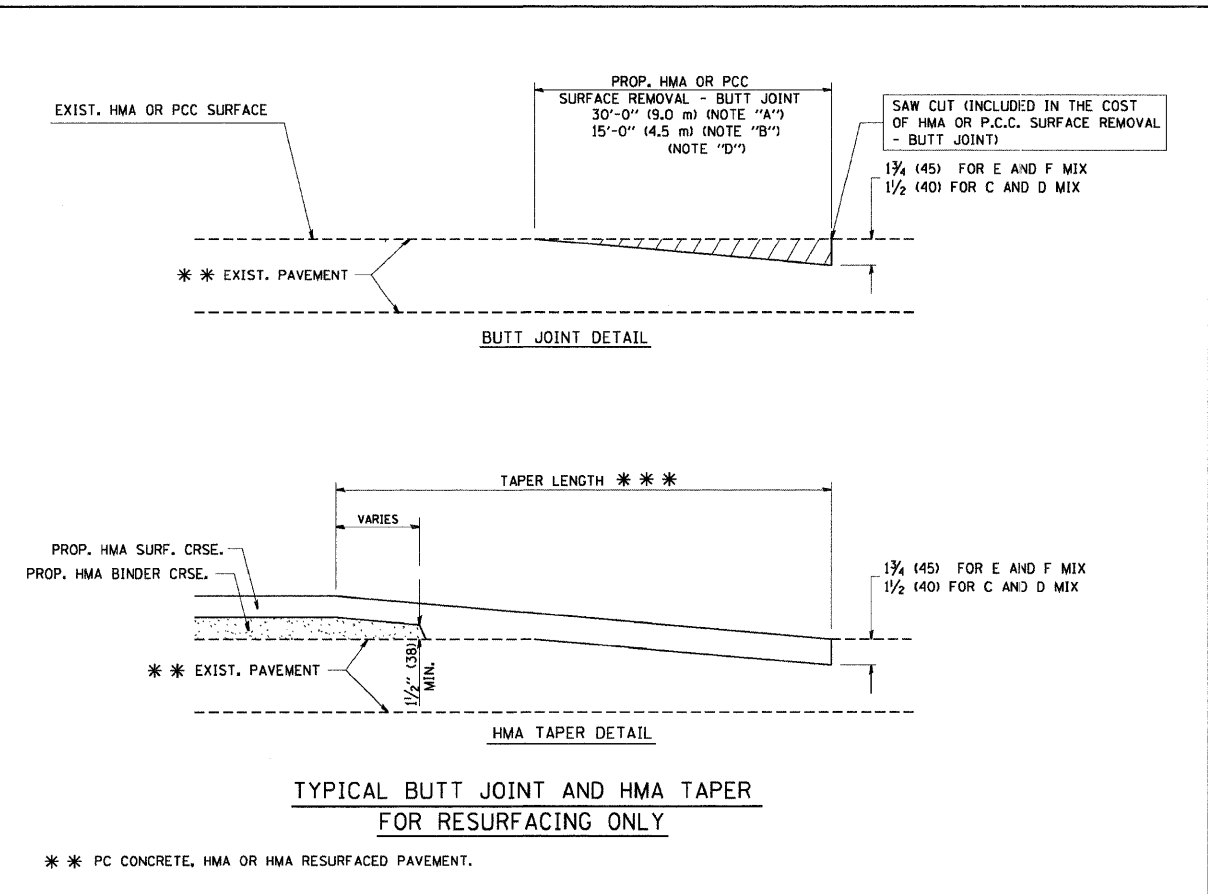 EXIST. HMA OR PCC SURFACE
PROP. HMA OR PCC
SURFACE REMOVAL - BUTT JOINT
30'-0" (9.0 m) (NOTE "A")
15'-0" (4.5 m) (NOTE "B")
(NOTE "D")
SAW CUT (INCLUDED IN THE COST
OF HMA OR P.C.C. SURFACE REMOVAL
- BUTT JOINT)
1¾ (45) FOR E AND F MIX
1½ (40) FOR C AND D MIX
* * EXIST. PAVEMENT
BUTT JOINT DETAIL
TAPER LENGTH * * *
VARIES
PROP. HMA SURF. CRSE.
PROP. HMA BINDER CRSE.
1¾ (45) FOR E AND F MIX
1½ (40) FOR C AND D MIX
* * EXIST. PAVEMENT
1½" (38)
MIN.
HMA TAPER DETAIL
TYPICAL BUTT JOINT AND HMA TAPER
FOR RESURFACING ONLY
* * PC CONCRETE, HMA OR HMA RESURFACED PAVEMENT.